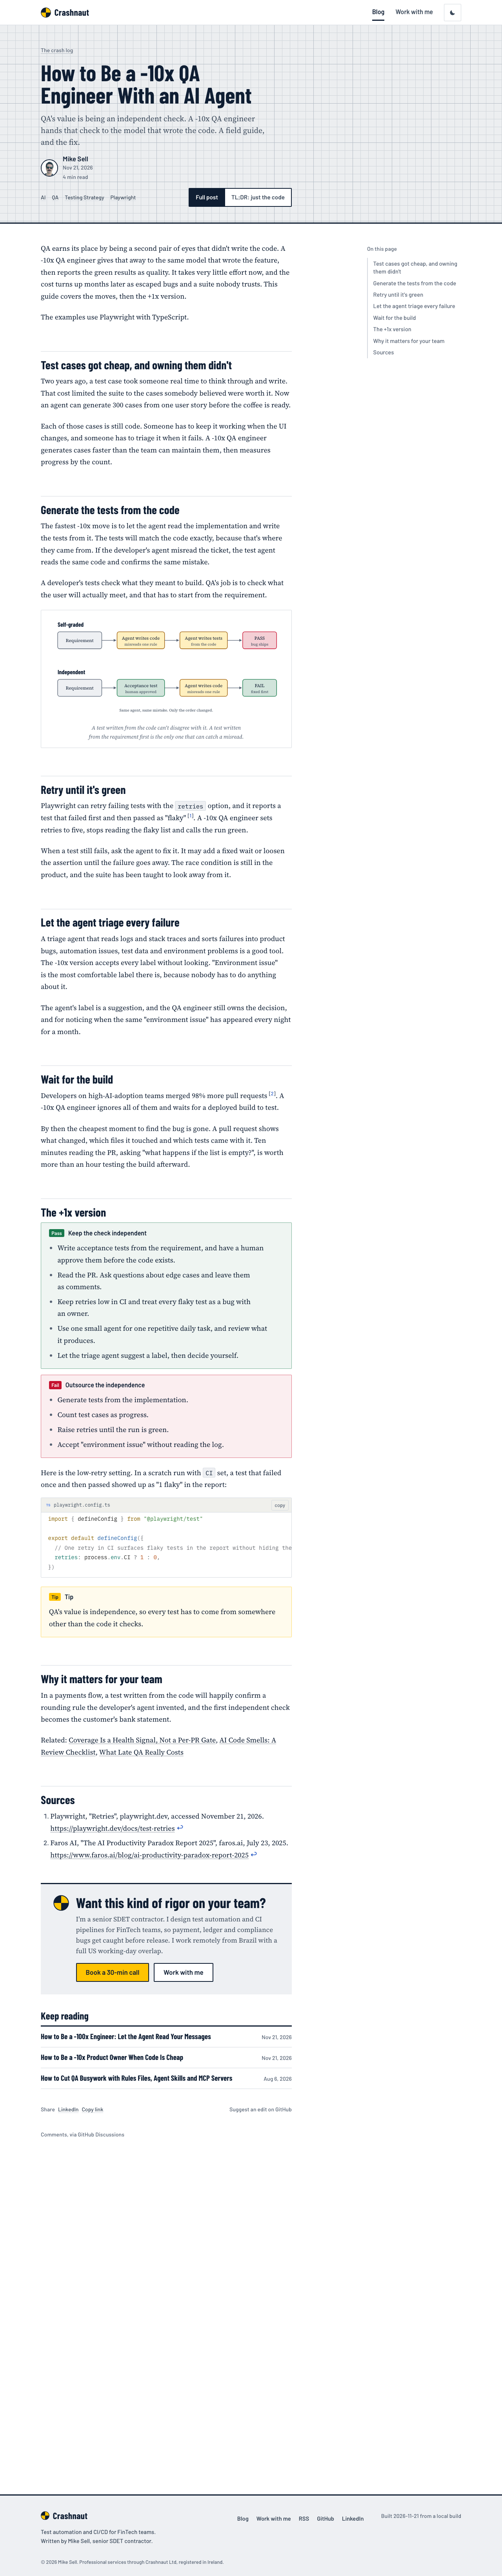 Crashnaut
Blog
Work with me
The crash log
How to Be a -10x QA
Engineer With an AI Agent
QA's value is being an independent check. A -10x QA engineer
hands that check to the model that wrote the code. A field guide,
and the fix.
Mike Sell
Nov 21, 2026
4 min read
AI QA Testing Strategy Playwright
Full post
TL;DR: just the code
On this page
Test cases got cheap, and owning
them didn't
Generate the tests from the code
Retry until it's green
Let the agent triage every failure
Wait for the build
The +1x version
Why it matters for your team
Sources
QA earns its place by being a second pair of eyes that didn't write the code. A
-10x QA engineer gives that away to the same model that wrote the feature,
then reports the green results as quality. It takes very little effort now, and the
cost turns up months later as escaped bugs and a suite nobody trusts. This
guide covers the five moves, then the +1x version.
The examples use Playwright with TypeScript.
Test cases got cheap, and owning them didn't
Two years ago, a test case took someone real time to think through and write.
That cost limited the suite to the cases somebody believed were worth it. Now
an agent can generate 300 cases from one user story before the coffee is ready.
Each of those cases is still code. Someone has to keep it working when the UI
changes, and someone has to triage it when it fails. A -10x QA engineer
generates cases faster than the team can maintain them, then measures
progress by the count.
Generate the tests from the code
The fastest -10x move is to let the agent read the implementation and write
the tests from it. The tests will match the code exactly, because that's where
they came from. If the developer's agent misread the ticket, the test agent
reads the same code and confirms the same mistake.
A developer's tests check what they meant to build. QA's job is to check what
the user will actually meet, and that has to start from the requirement.
Self-graded
Requirement
Agent writes code
misreads one rule
Agent writes tests
from the code
PASS
bug ships
Independent
Requirement
Acceptance test
human-approved
Agent writes code
misreads one rule
FAIL
fixed first
Same agent, same mistake. Only the order changed.
A test written from the code can't disagree with it. A test written
from the requirement first is the only one that can catch a misread.
Retry until it's green
Playwright can retry failing tests with the retries option, and it reports a
test that failed first and then passed as "flaky" [1]. A -10x QA engineer sets
retries to five, stops reading the flaky list and calls the run green.
When a test still fails, ask the agent to fix it. It may add a fixed wait or loosen
the assertion until the failure goes away. The race condition is still in the
product, and the suite has been taught to look away from it.
Let the agent triage every failure
A triage agent that reads logs and stack traces and sorts failures into product
bugs, automation issues, test data and environment problems is a good tool.
The -10x version accepts every label without looking. "Environment issue"
is the most comfortable label there is, because nobody has to do anything
about it.
The agent's label is a suggestion, and the QA engineer still owns the decision,
and for noticing when the same "environment issue" has appeared every night
for a month.
Wait for the build
Developers on high-AI-adoption teams merged 98% more pull requests [2]. A
-10x QA engineer ignores all of them and waits for a deployed build to test.
By then the cheapest moment to find the bug is gone. A pull request shows
what changed, which files it touched and which tests came with it. Ten
minutes reading the PR, asking "what happens if the list is empty?", is worth
more than an hour testing the build afterward.
The +1x version
Pass Keep the check independent
• Write acceptance tests from the requirement, and have a human
approve them before the code exists.
• Read the PR. Ask questions about edge cases and leave them
as comments.
• Keep retries low in CI and treat every flaky test as a bug with
an owner.
• Use one small agent for one repetitive daily task, and review what
it produces.
• Let the triage agent suggest a label, then decide yourself.
Fail Outsource the independence
• Generate tests from the implementation.
• Count test cases as progress.
• Raise retries until the run is green.
• Accept "environment issue" without reading the log.
Here is the low-retry setting. In a scratch run with CI set, a test that failed
once and then passed showed up as "1 flaky" in the report:
playwright.config.ts
copy
import { defineConfig } from "@playwright/test"
export default defineConfig({
// One retry in CI surfaces flaky tests in the report without hiding the
retries: process.env.CI ? 1 : 0,
})
Tip Tip
QA's value is independence, so every test has to come from somewhere
other than the code it checks.
Why it matters for your team
In a payments flow, a test written from the code will happily confirm a
rounding rule the developer's agent invented, and the first independent check
becomes the customer's bank statement.
Related: Coverage Is a Health Signal, Not a Per-PR Gate, AI Code Smells: A
Review Checklist, What Late QA Really Costs
Sources
1. Playwright, "Retries", playwright.dev, accessed November 21, 2026.
https://playwright.dev/docs/test-retries ↩
2. Faros AI, "The AI Productivity Paradox Report 2025", faros.ai, July 23, 2025.
https://www.faros.ai/blog/ai-productivity-paradox-report-2025 ↩
Want this kind of rigor on your team?
I'm a senior SDET contractor. I design test automation and CI
pipelines for FinTech teams, so payment, ledger and compliance
bugs get caught before release. I work remotely from Brazil with a
full US working-day overlap.
Book a 30-min call
Work with me
Keep reading
How to Be a -100x Engineer: Let the Agent Read Your Messages
Nov 21, 2026
How to Be a -10x Product Owner When Code Is Cheap
Nov 21, 2026
How to Cut QA Busywork with Rules Files, Agent Skills and MCP Servers
Aug 6, 2026
Share LinkedIn Copy link
Suggest an edit on GitHub
Comments, via GitHub Discussions
Crashnaut
Test automation and CI/CD for FinTech teams.
Written by Mike Sell, senior SDET contractor.
Blog Work with me RSS GitHub LinkedIn
Built 2026-11-21 from a local build
© 2026 Mike Sell. Professional services through Crashnaut Ltd, registered in Ireland.